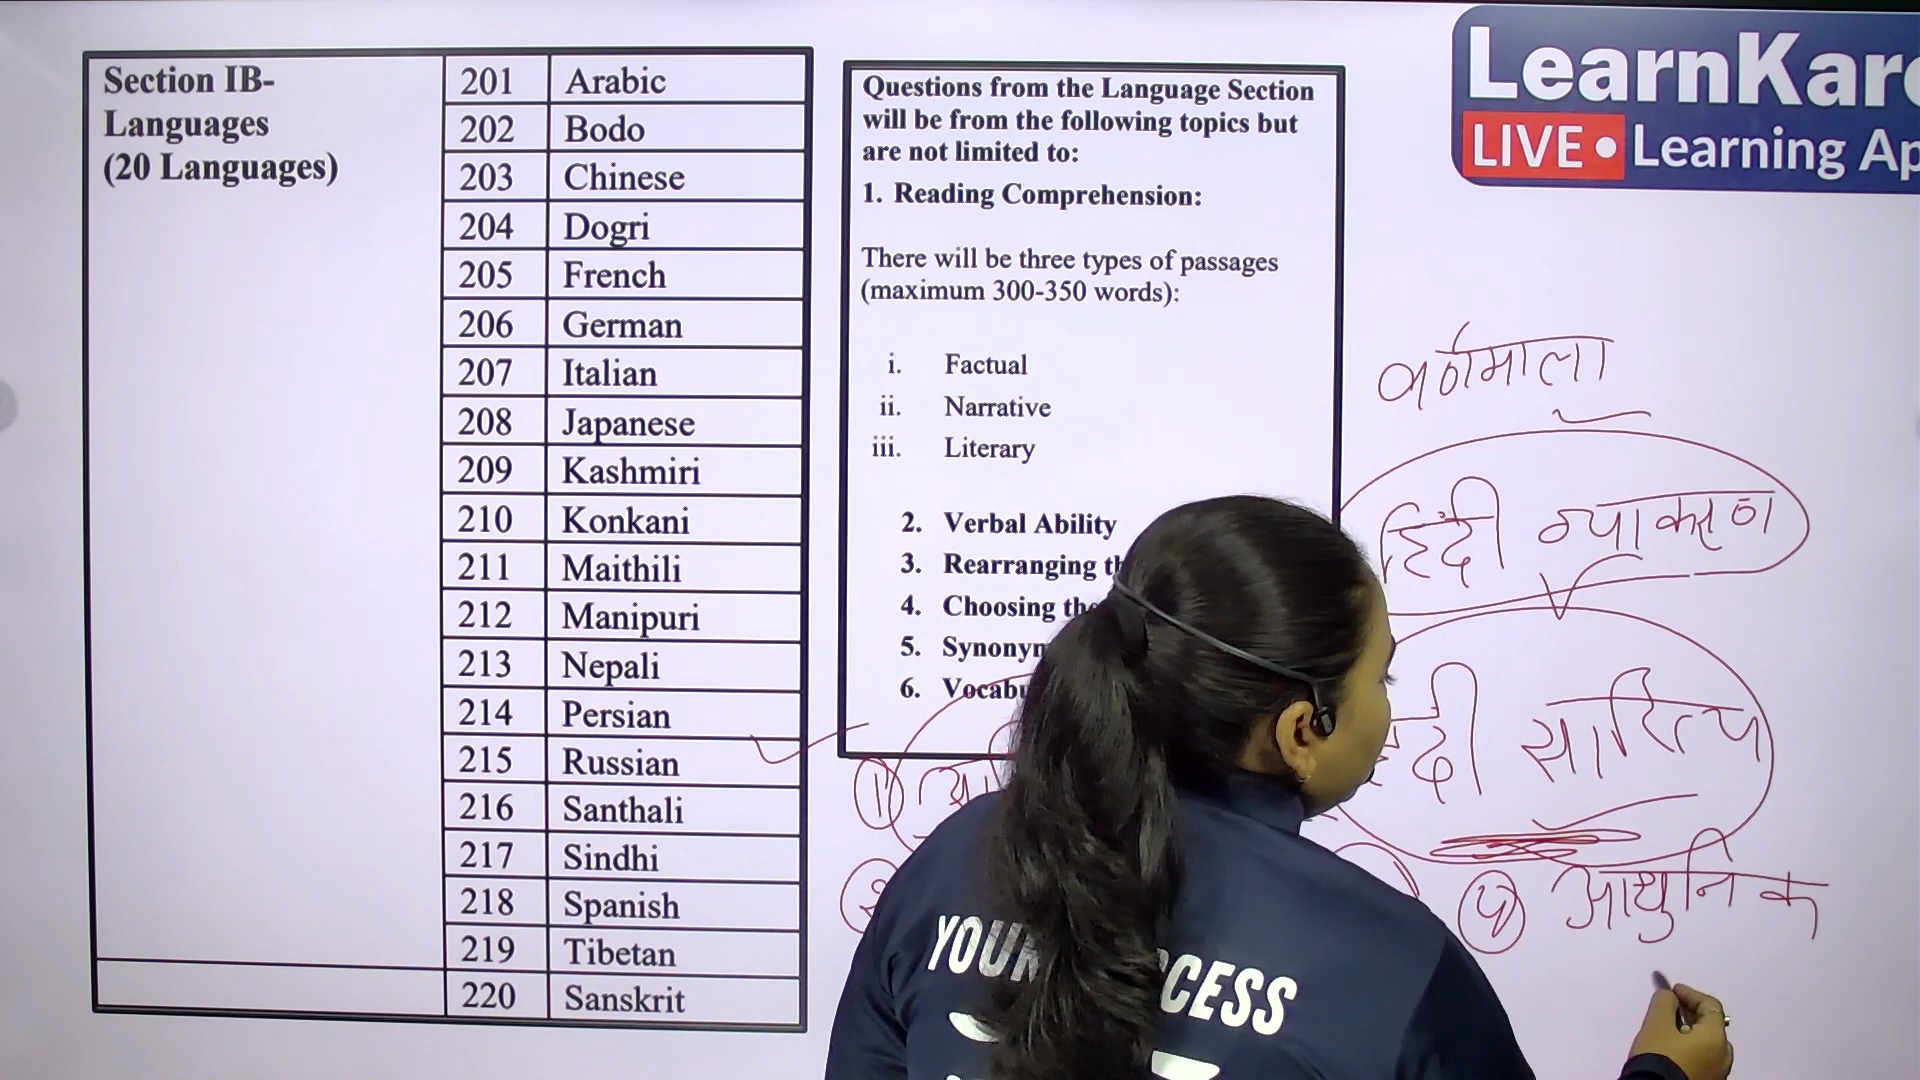 Section IB-
Languages
(20 Languages)
201 Arabic
202 Bodo
203 Chinese
204 Dogri
205 French
206 German
207 Italian
208 Japanese
209 Kashmiri
210 Konkani
211 Maithili
212 Manipuri
213 Nepali
214 Persian
215 Russian
216 Santhali
217 Sindhi
218 Spanish
219 Tibetan
220 Sanskrit
Questions from the Language Section
will be from the following topics but
are not limited to:
1. Reading Comprehension:
There will be three types of passages
(maximum 300-350 words):
i. Factual
ii. Narrative
iii. Literary
2. Verbal Ability
3. Rearranging
4. Choosing
5.
6.
LearnKar
LIVE • Learning Ap
वर्णमाला
हिंदी व्याकरण
साहित्य
① 
④ आधुनिक
YOUR